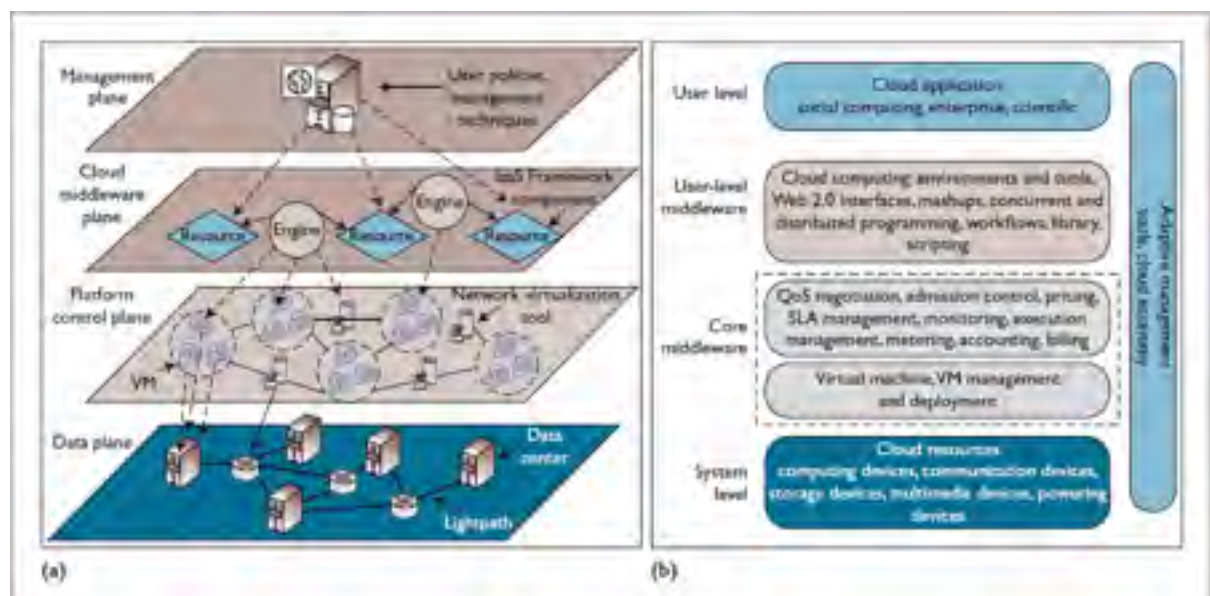 Management
plane
User policies,
management
techniques
Cloud
middleware
plane
IaaS Framework
component
Engine
Engine
Resource
Resource
Resource
Platform
control plane
Network virtualization
tool
VM
Data plane
Data
center
Lightpath
(a)
User level
Cloud application
social computing, enterprise, scientific
User-level
middleware
Cloud computing environments and tools,
Web 2.0 interfaces, mashups, concurrent and
distributed programming, workflows, library,
scripting
Core
middleware
QoS negotiation, admission control, pricing,
SLA management, monitoring, execution
management, metering, accounting, billing
Virtual machine, VM management
and deployment
System
level
Cloud resources
computing devices, communication devices,
storage devices, multimedia devices, powering
devices
Adaptive management
tools, cloud economy
(b)